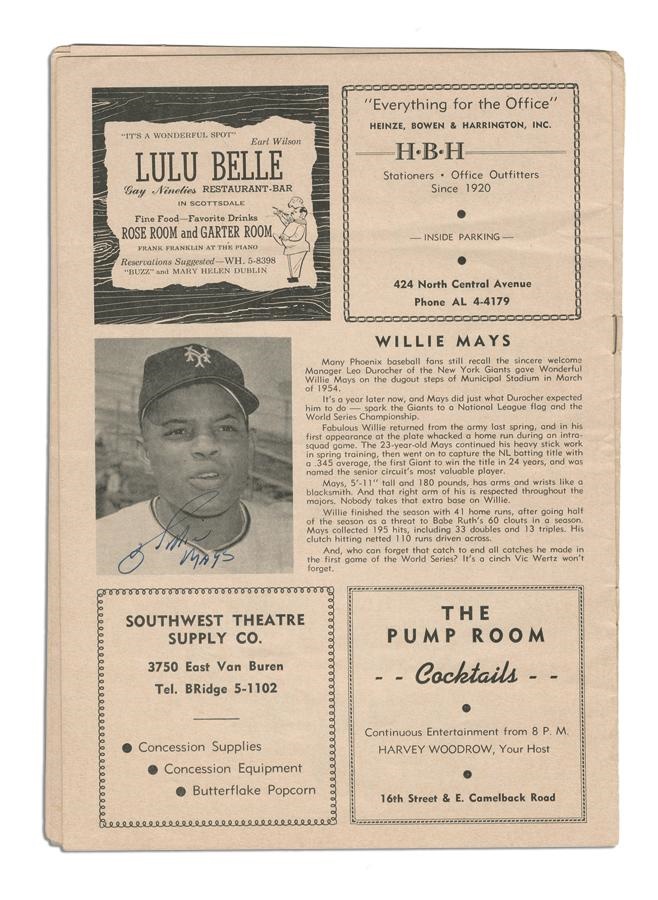 "IT'S A WONDERFUL SPOT"
Earl Wilson
LULU BELLE
Gay Nineties RESTAURANT-BAR
IN SCOTTSDALE
Fine Food—Favorite Drinks
ROSE ROOM and GARTER ROOM
FRANK FRANKLIN AT THE PIANO
Reservations Suggested—WH. 5-8398
"BUZZ" and MARY HELEN DUBLIN
"Everything for the Office"
HEINZE, BOWEN & HARRINGTON, INC.
H·B·H
Stationers • Office Outfitters
Since 1920
— INSIDE PARKING —
424 North Central Avenue
Phone AL 4-4179
NY
Willie
Mays
WILLIE MAYS
Many Phoenix baseball fans still recall the sincere welcome
Manager Leo Durocher of the New York Giants gave Wonderful
Willie Mays on the dugout steps of Municipal Stadium in March
of 1954.
It's a year later now, and Mays did just what Durocher expected
him to do — spark the Giants to a National League flag and the
World Series Championship.
Fabulous Willie returned from the army last spring, and in his
first appearance at the plate whacked a home run during an intra-
squad game. The 23-year-old Mays continued his heavy stick work
in spring training, then went on to capture the NL batting title with
a .345 average, the first Giant to win the title in 24 years, and was
named the senior circuit's most valuable player.
Mays, 5'-11" tall and 180 pounds, has arms and wrists like a
blacksmith. And that right arm of his is respected throughout the
majors. Nobody takes that extra base on Willie.
Willie finished the season with 41 home runs, after going half
of the season as a threat to Babe Ruth's 60 clouts in a season.
Mays collected 195 hits, including 33 doubles and 13 triples. His
clutch hitting netted 110 runs driven across.
And, who can forget that catch to end all catches he made in
the first game of the World Series? It's a cinch Vic Wertz won't
forget.
SOUTHWEST THEATRE
SUPPLY CO.
3750 East Van Buren
Tel. BRidge 5-1102
● Concession Supplies
● Concession Equipment
● Butterflake Popcorn
THE
PUMP ROOM
- - Cocktails - -
Continuous Entertainment from 8 P. M.
HARVEY WOODROW, Your Host
16th Street & E. Camelback Road